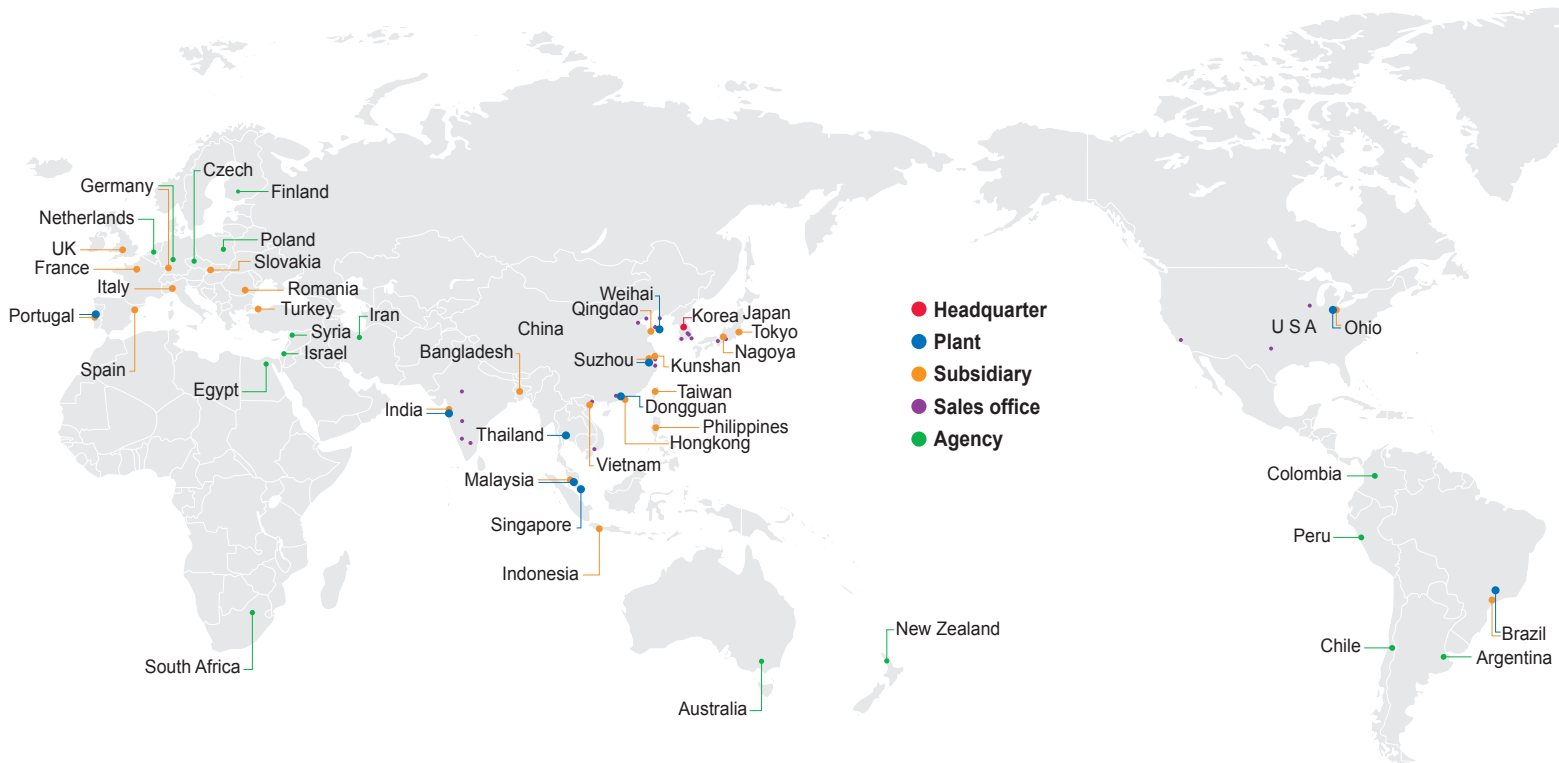 Czech
Germany
Finland
Netherlands
Poland
UK
Slovakia
France
Italy
Romania
Portugal
Turkey
Iran
Syria
Israel
Spain
Egypt
South Africa
China
Bangladesh
India
Weihai
Qingdao
Korea
Japan
Tokyo
Nagoya
Suzhou
Kunshan
Taiwan
Dongguan
Philippines
Hongkong
Thailand
Vietnam
Malaysia
Singapore
Indonesia
Australia
New Zealand
Headquarter
Plant
Subsidiary
Sales office
Agency
U S A
Ohio
Colombia
Peru
Brazil
Chile
Argentina